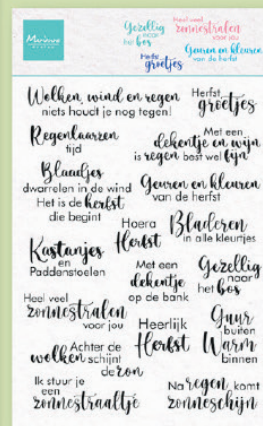 Marianne
DESIGN
Gezellig
naar
het bos
Heel veel
zonnestralen
voor jou
Herfst
groetjes
Geuren en kleuren
van de herfst
Wolken, wind en regen
niets houdt je nog tegen!
Herfst
groetjes
Regenlaarzen
tijd
Met een
dekentje en wijn
is regen best wel fijn
Blaadjes
dwarrelen in de wind
Het is de herfst
die begint
Geuren en kleuren
van de herfst
Hoera
Herfst
Bladeren
in alle kleurtjes
Kastanjes
en
Paddenstoelen
Met een
dekentje
op de bank
Gezellig
naar
het bos
Heel veel
zonnestralen
voor jou
Heerlijk
Herfst
Guur
buiten
Warm
binnen
Achter de
wolken schijnt
de zon
Ik stuur je
een
zonnestraaltje
Na regen komt
zonneschijn